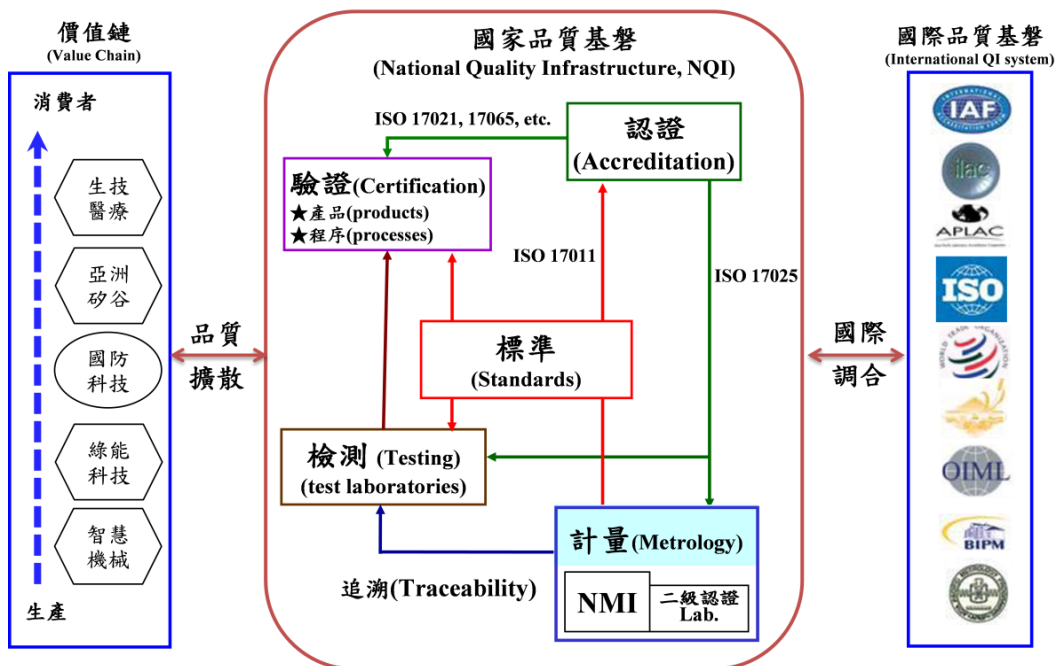 價值鏈
(Value Chain)
消費者
生技
醫療
亞洲
矽谷
國防
科技
綠能
科技
智慧
機械
生產
品質
擴散
國家品質基磐
(National Quality Infrastructure, NQI)
ISO 17021, 17065, etc.
認證
(Accreditation)
驗證(Certification)
★產品(products)
★程序(processes)
ISO 17011
ISO 17025
標準
(Standards)
檢測 (Testing)
(test laboratories)
計量(Metrology)
追溯(Traceability)
NMI
二級認證
Lab.
國際
調合
國際品質基磐
(International QI system)
IAF
ilac
APLAC
ISO
WORLD TRADE ORGANIZATION
OIML
BIPM